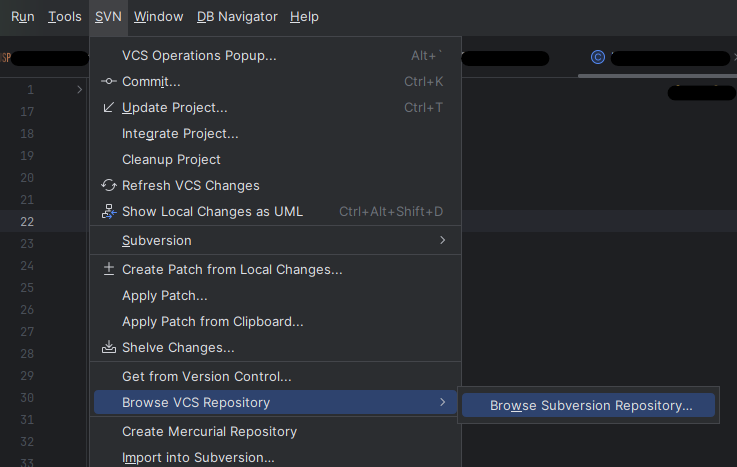 Run Tools SVN Window DB Navigator Help
VCS Operations Popup... Alt+`
Commit... Ctrl+K
1
Update Project... Ctrl+T
17
Integrate Project...
18
Cleanup Project
19
20
Refresh VCS Changes
21
Show Local Changes as UML Ctrl+Alt+Shift+D
22
Subversion
23
24
Create Patch from Local Changes...
25
Apply Patch...
26
Apply Patch from Clipboard...
27
28
Shelve Changes...
29
Get from Version Control...
30
Browse VCS Repository
Browse Subversion Repository...
31
Create Mercurial Repository
32
Import into Subversion...
33